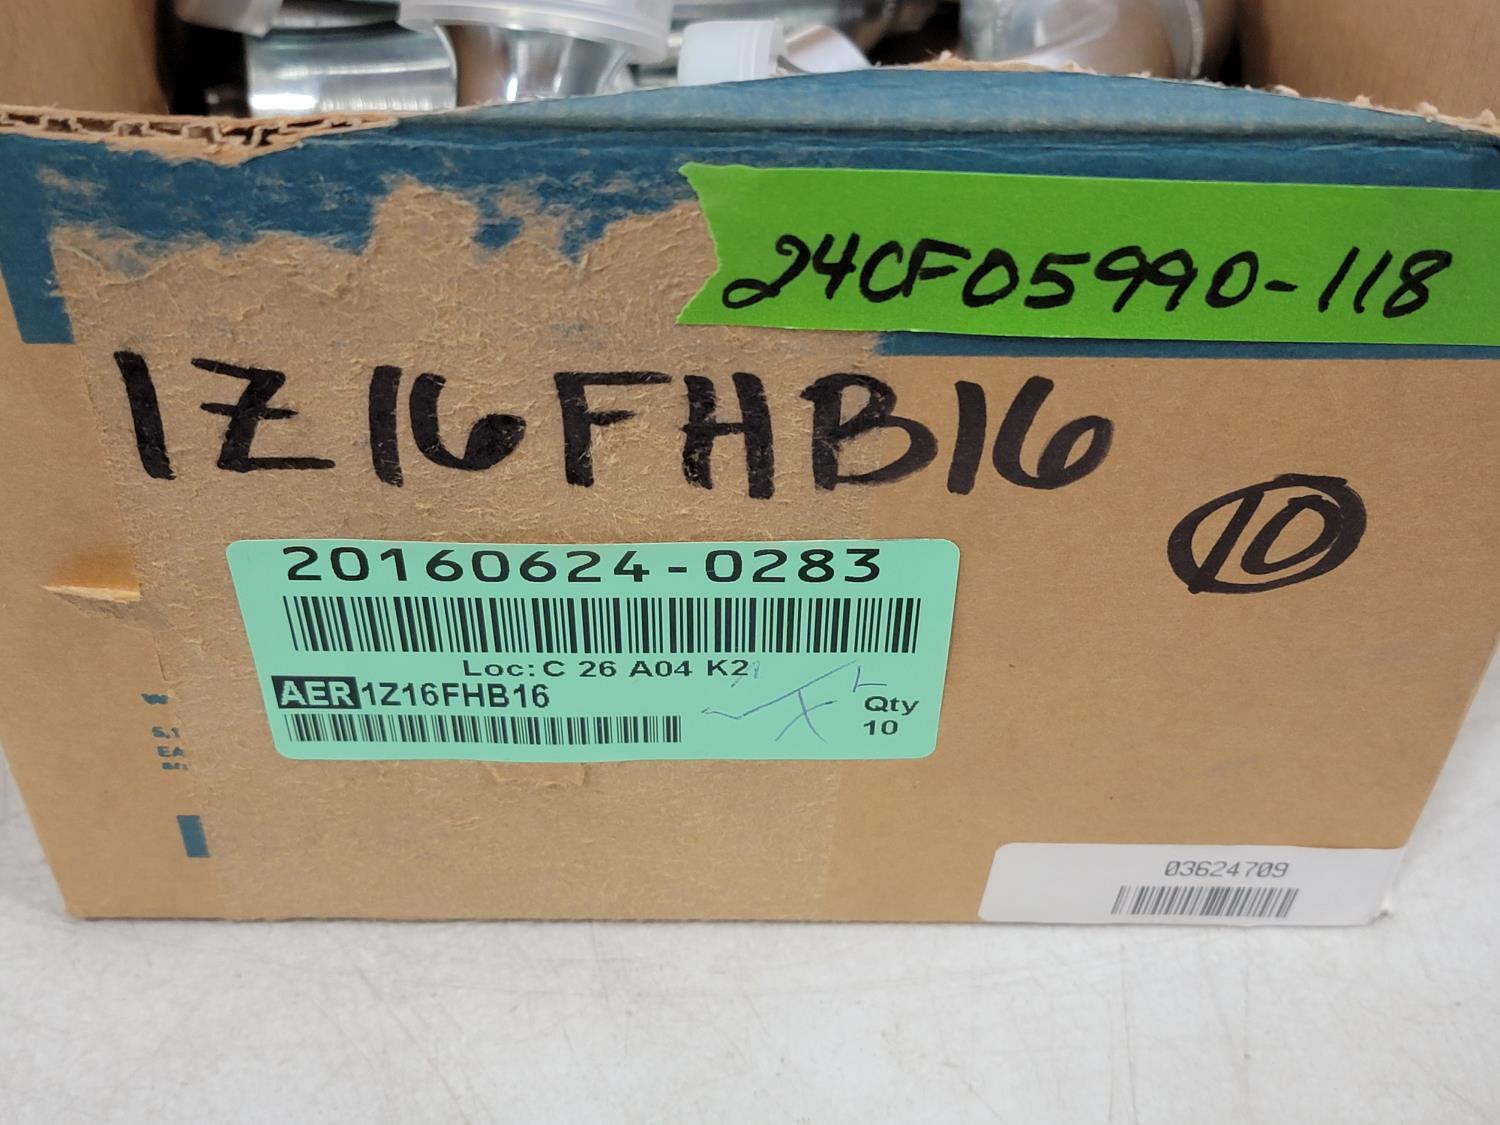 24CF05990-118
1Z16FHB16
10
20160624-0283
Loc: C 26 A04 K2
AER 1Z16FHB16
Qty
10
03624709